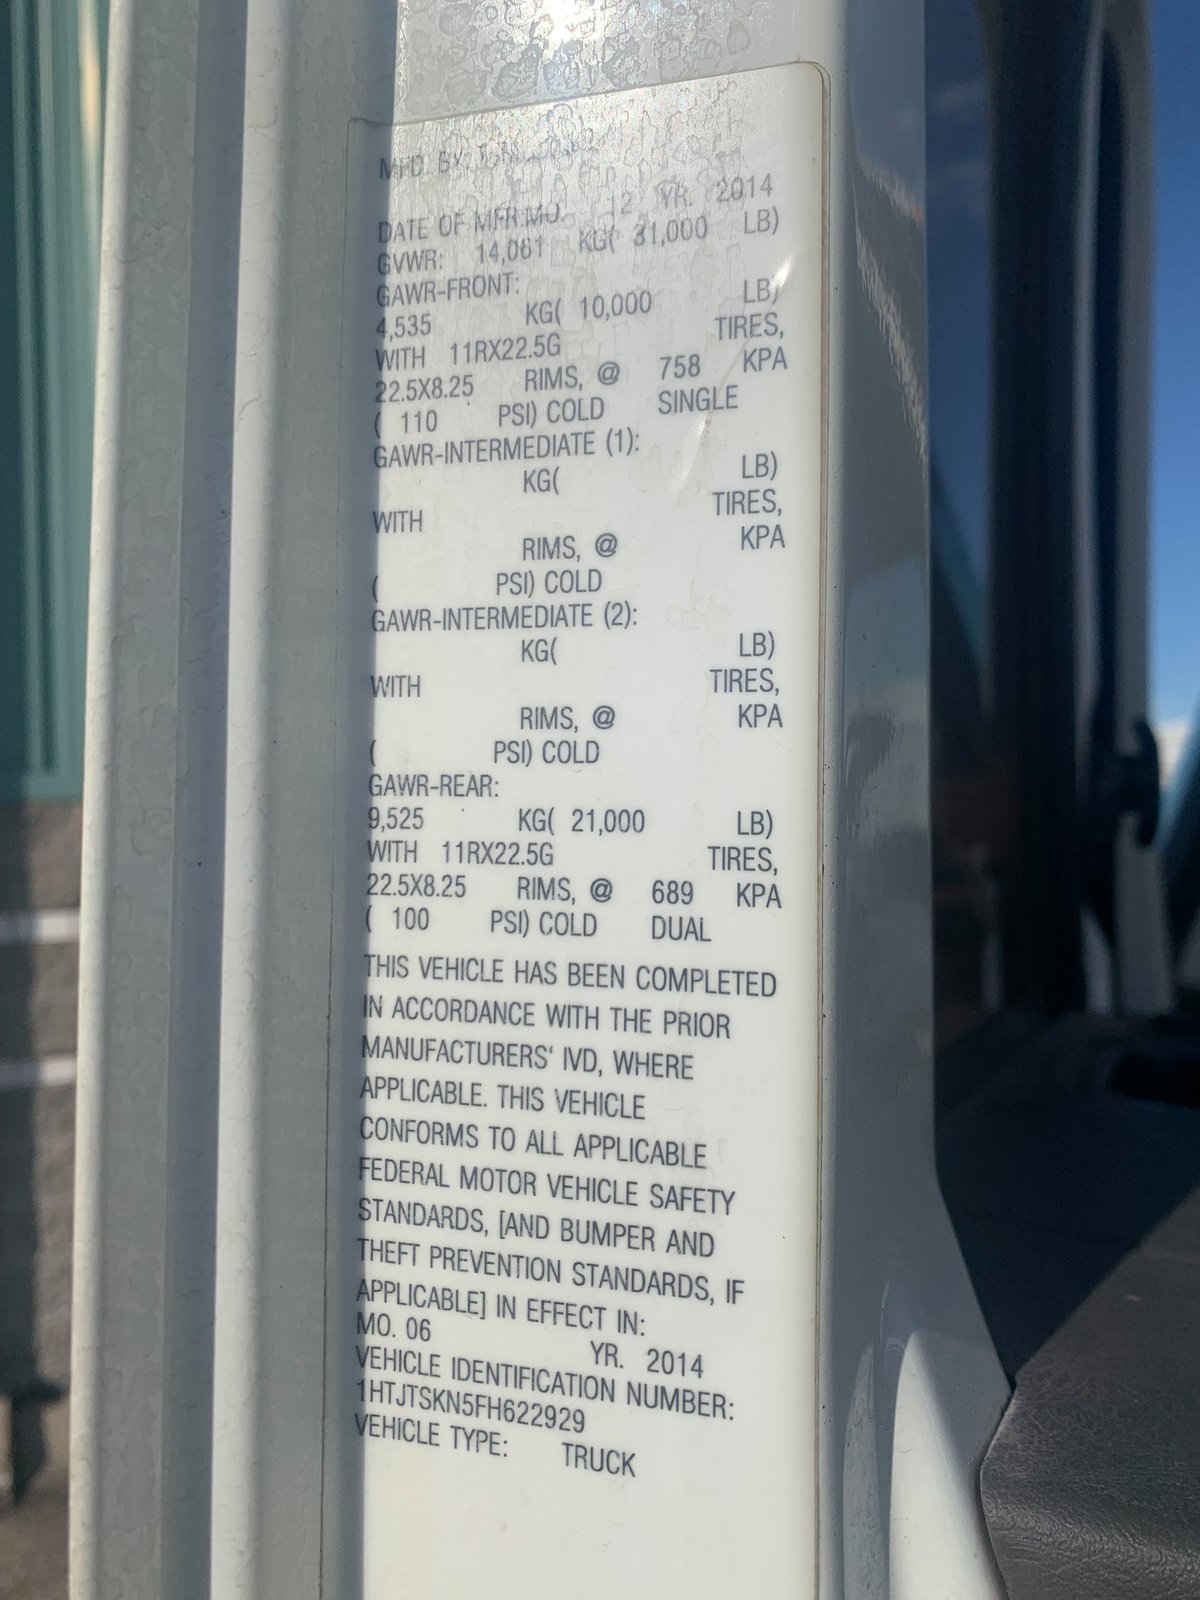 MFD. BY:
DATE OF MFR:MO. 12 YR. 2014
GVWR: 14,061 KG( 31,000 LB)
GAWR-FRONT:
4,535 KG( 10,000 LB)
WITH 11RX22.5G TIRES,
22.5X8.25 RIMS, @ 758 KPA
( 110 PSI) COLD SINGLE
GAWR-INTERMEDIATE (1):
KG( LB)
WITH TIRES,
RIMS, @ KPA
( PSI) COLD
GAWR-INTERMEDIATE (2):
KG( LB)
WITH TIRES,
RIMS, @ KPA
( PSI) COLD
GAWR-REAR:
9,525 KG( 21,000 LB)
WITH 11RX22.5G TIRES,
22.5X8.25 RIMS, @ 689 KPA
( 100 PSI) COLD DUAL
THIS VEHICLE HAS BEEN COMPLETED
IN ACCORDANCE WITH THE PRIOR
MANUFACTURERS' IVD, WHERE
APPLICABLE. THIS VEHICLE
CONFORMS TO ALL APPLICABLE
FEDERAL MOTOR VEHICLE SAFETY
STANDARDS, [AND BUMPER AND
THEFT PREVENTION STANDARDS, IF
APPLICABLE] IN EFFECT IN:
MO. 06 YR. 2014
VEHICLE IDENTIFICATION NUMBER:
1HTJTSKN5FH622929
VEHICLE TYPE: TRUCK